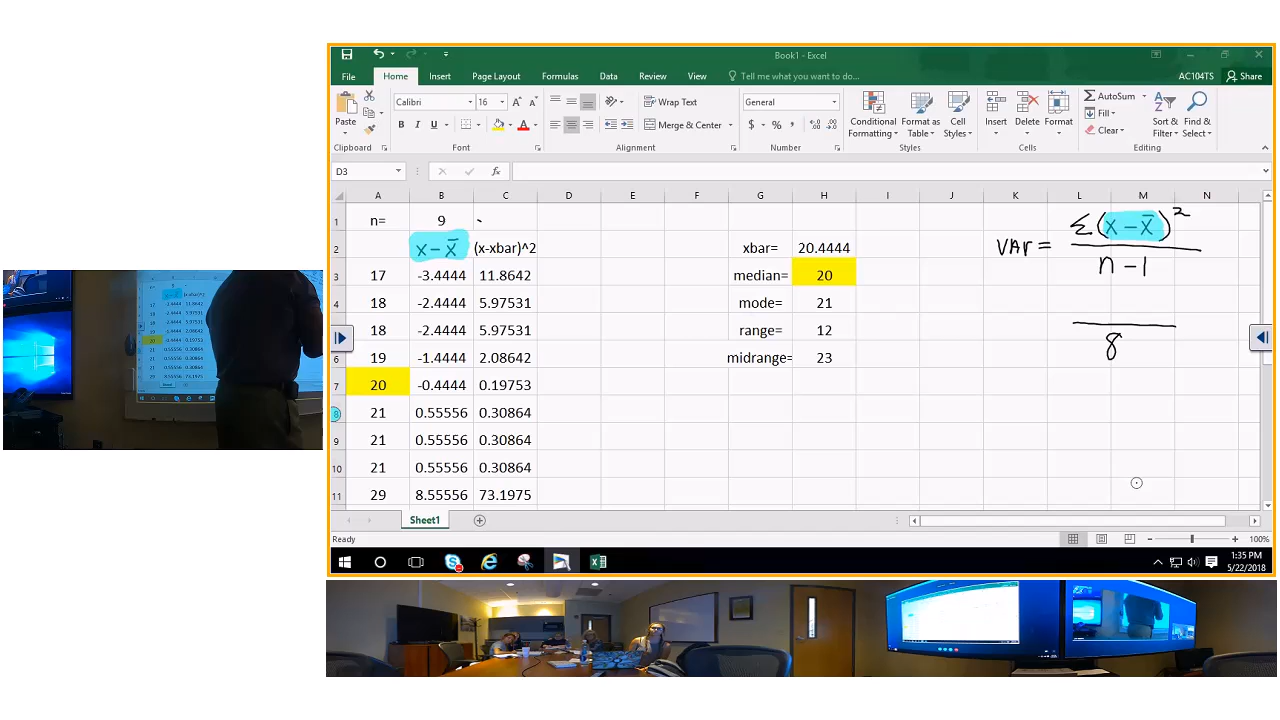 Book1 - Excel
File Home Insert Page Layout Formulas Data Review View Tell me what you want to do... AC104TS Share
Paste
Calibri 16 A A
B I U A
Wrap Text
Merge & Center
General
$ % ,
Conditional Formatting
Format as Table
Cell Styles
Insert Delete Format
AutoSum
Fill
Clear
Sort & Filter
Find & Select
Clipboard Font Alignment Number Styles Cells Editing
D3 fx
A B C D E F G H I J K L M N
1 n= 9 `
2 x - x̄ (x-xbar)^2 xbar= 20.4444
3 17 -3.4444 11.8642 median= 20
4 18 -2.4444 5.97531 mode= 21
18 -2.4444 5.97531 range= 12
6 19 -1.4444 2.08642 midrange= 23
7 20 -0.4444 0.19753
8 21 0.55556 0.30864
9 21 0.55556 0.30864
10 21 0.55556 0.30864
11 29 8.55556 73.1975
VAr = Σ(x - x̄)²
n - 1
8
Sheet1
Ready 100%
1:35 PM
5/22/2018